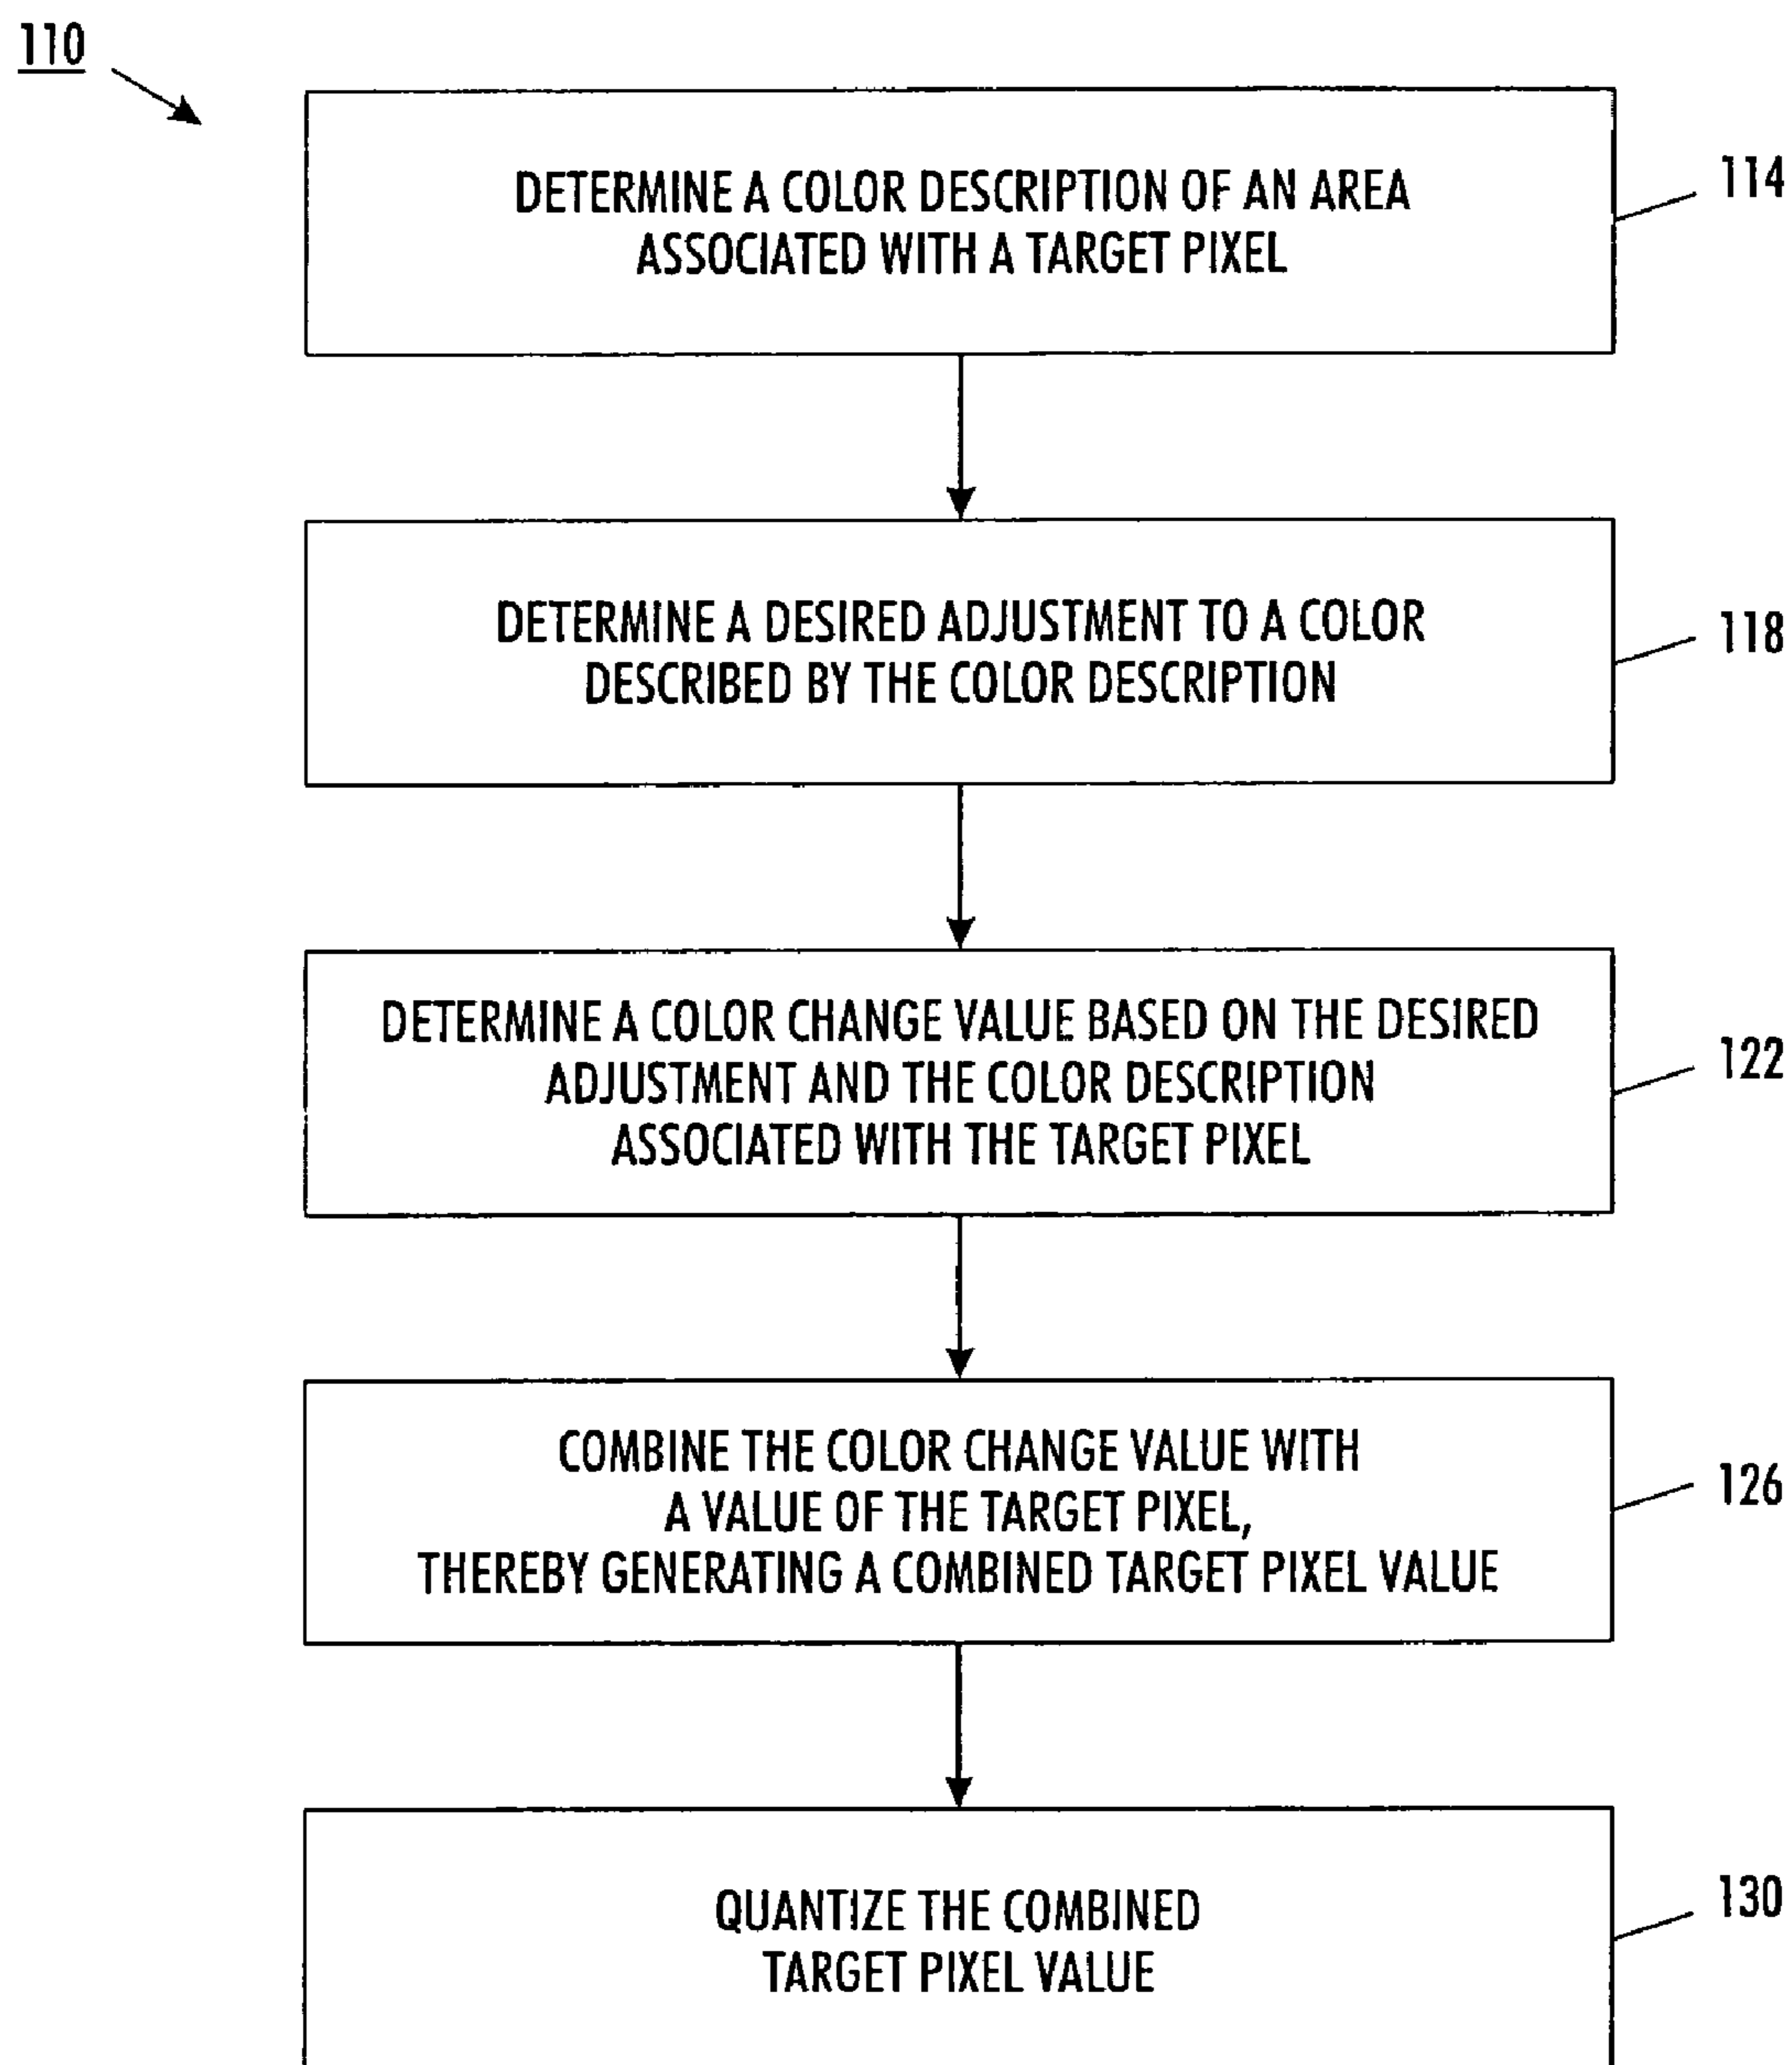 110
DETERMINE A COLOR DESCRIPTION OF AN AREA
ASSOCIATED WITH A TARGET PIXEL
114
DETERMINE A DESIRED ADJUSTMENT TO A COLOR
DESCRIBED BY THE COLOR DESCRIPTION
118
DETERMINE A COLOR CHANGE VALUE BASED ON THE DESIRED
ADJUSTMENT AND THE COLOR DESCRIPTION
ASSOCIATED WITH THE TARGET PIXEL
122
COMBINE THE COLOR CHANGE VALUE WITH
A VALUE OF THE TARGET PIXEL,
THEREBY GENERATING A COMBINED TARGET PIXEL VALUE
126
QUANTIZE THE COMBINED
TARGET PIXEL VALUE
130